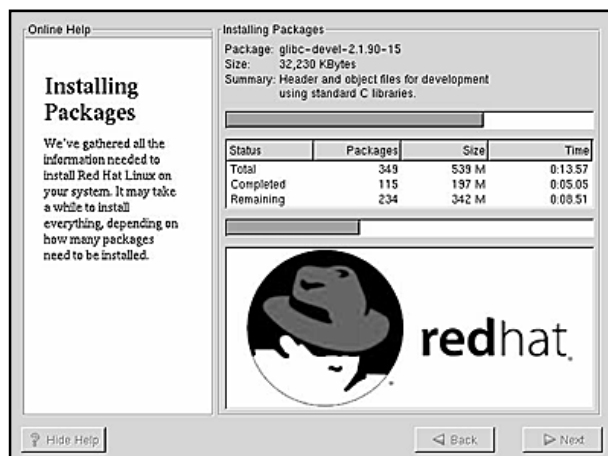 Online Help
Installing
Packages
We've gathered all the
information needed to
install Red Hat Linux on
your system. It may take
a while to install
everything, depending on
how many packages
need to be installed.
Installing Packages
Package: glibc-devel-2.1.90-15
Size: 32,230 KBytes
Summary: Header and object files for development
using standard C libraries.
Status Packages Size Time
Total 349 539 M 0:13.57
Completed 115 197 M 0:05.05
Remaining 234 342 M 0:08.51
redhat.
? Hide Help
Back
Next